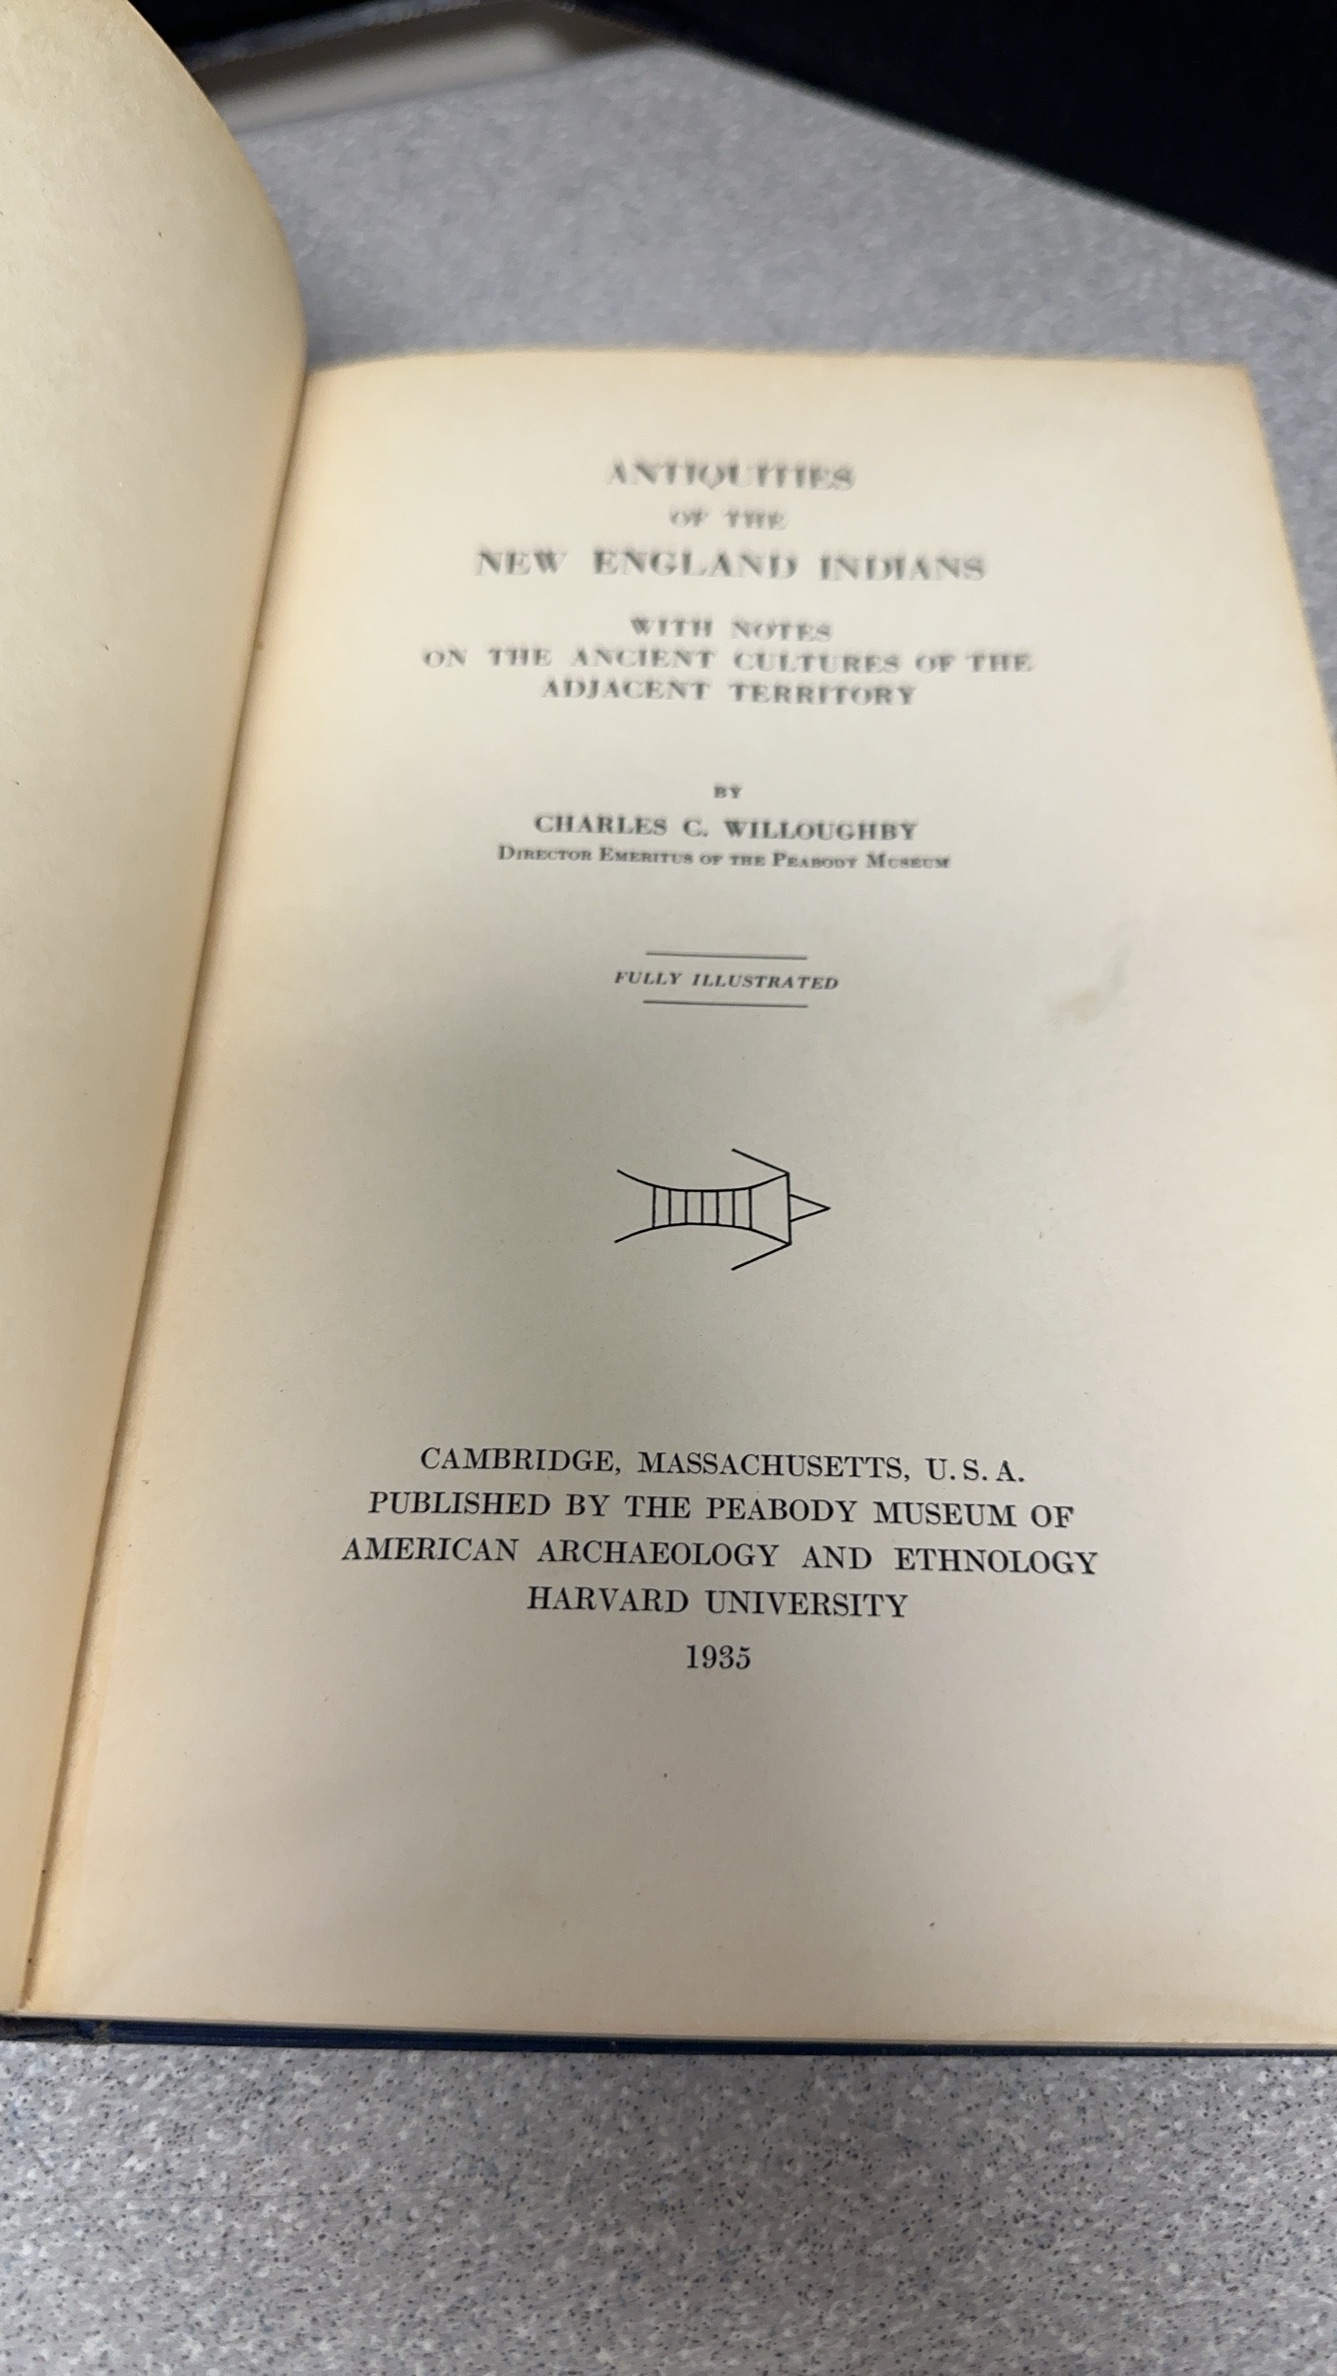 ANTIQUITIES
OF THE
NEW ENGLAND INDIANS
WITH NOTES
ON THE ANCIENT CULTURES OF THE
ADJACENT TERRITORY
BY
CHARLES C. WILLOUGHBY
DIRECTOR EMERITUS OF THE PEABODY MUSEUM
FULLY ILLUSTRATED
CAMBRIDGE, MASSACHUSETTS, U. S. A.
PUBLISHED BY THE PEABODY MUSEUM OF
AMERICAN ARCHAEOLOGY AND ETHNOLOGY
HARVARD UNIVERSITY
1935